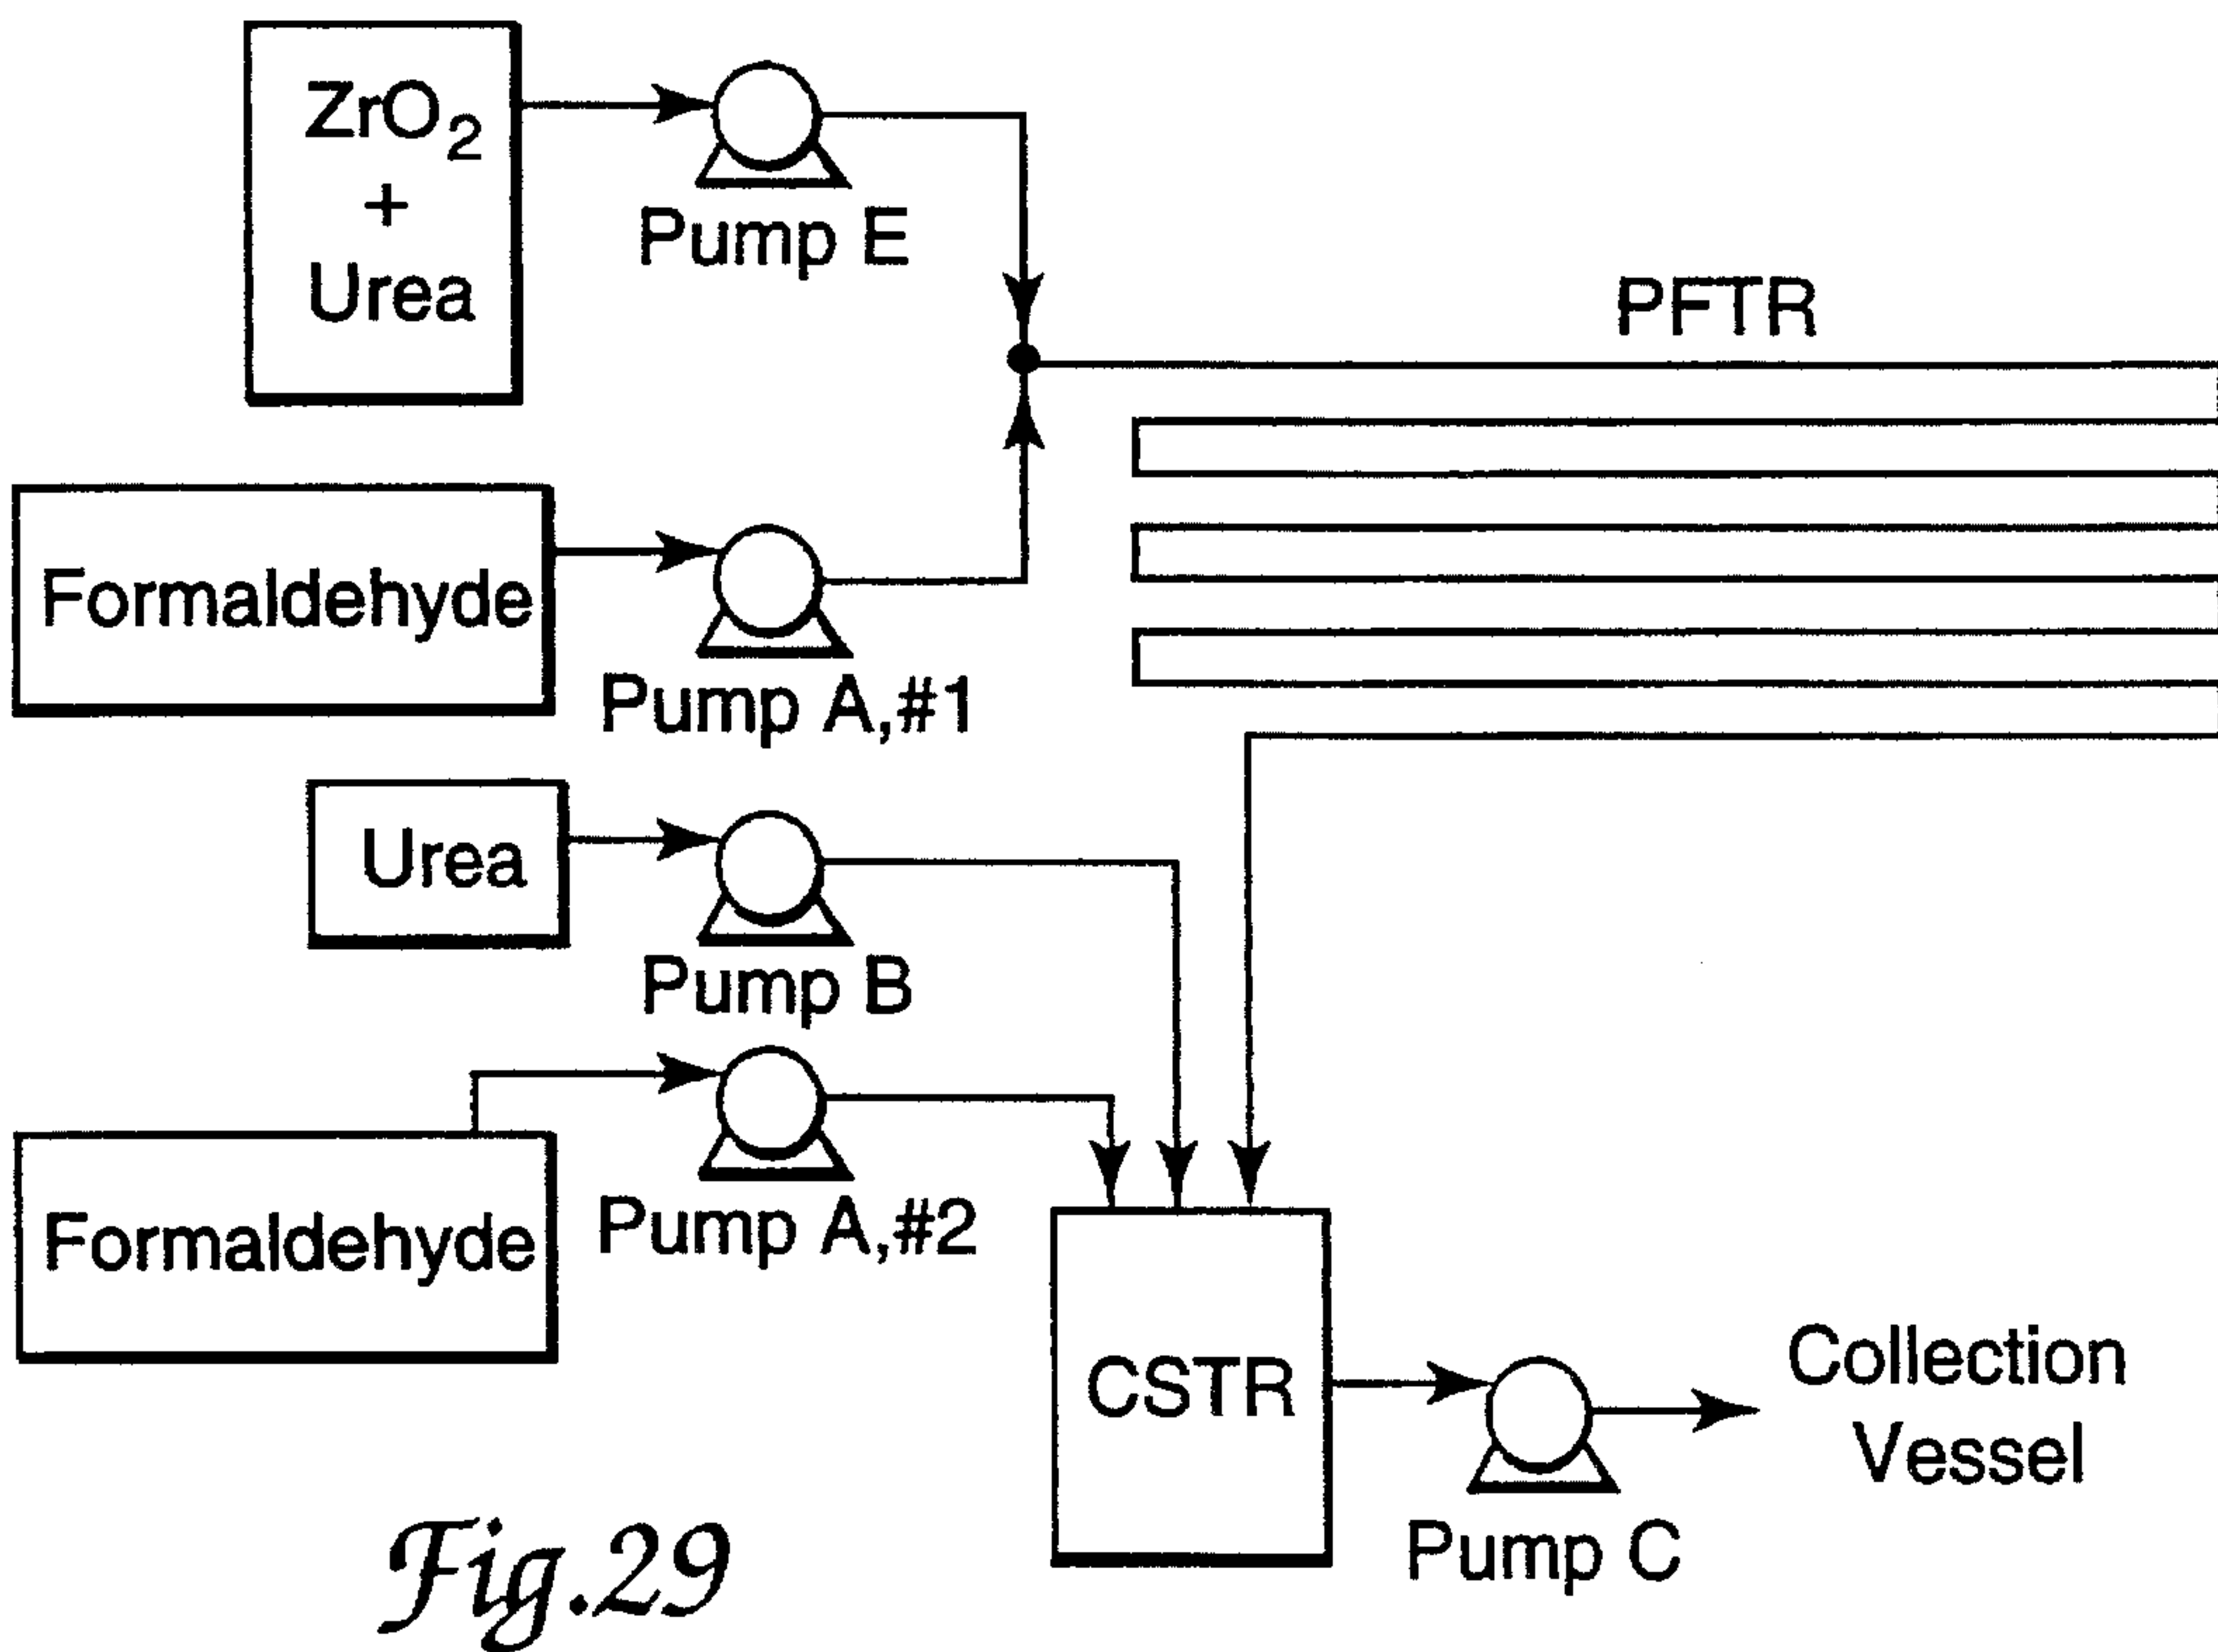 ZrO2
+
Urea
Pump E
PFTR
Formaldehyde
Pump A,#1
Urea
Pump B
Formaldehyde
Pump A,#2
CSTR
Pump C
Collection
Vessel
Fig.29